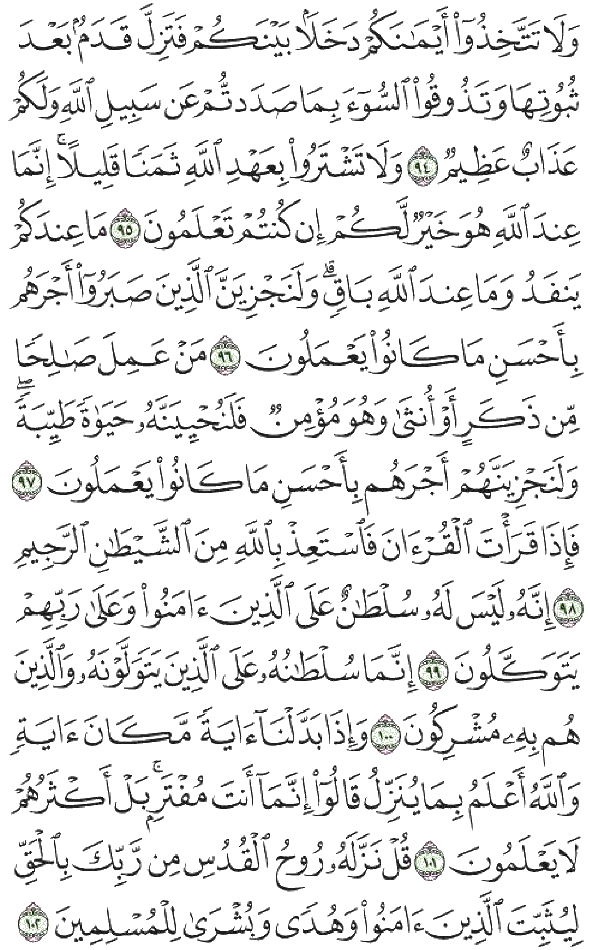 وَلَا تَتَّخِذُوٓا۟ أَيْمَـٰنَكُمْ دَخَلًۢا بَيْنَكُمْ فَتَزِلَّ قَدَمٌۢ بَعْدَ
ثُبُوتِهَا وَتَذُوقُوا۟ ٱلسُّوٓءَ بِمَا صَدَدتُّمْ عَن سَبِيلِ ٱللَّهِ وَلَكُمْ
عَذَابٌ عَظِيمٌ ٩٤ وَلَا تَشْتَرُوا۟ بِعَهْدِ ٱللَّهِ ثَمَنًا قَلِيلًا ۚ إِنَّمَا
عِندَ ٱللَّهِ هُوَ خَيْرٌ لَّكُمْ إِن كُنتُمْ تَعْلَمُونَ ٩٥ مَا عِندَكُمْ
يَنفَدُ وَمَا عِندَ ٱللَّهِ بَاقٍ ۗ وَلَنَجْزِيَنَّ ٱلَّذِينَ صَبَرُوٓا۟ أَجْرَهُم
بِأَحْسَنِ مَا كَانُوا۟ يَعْمَلُونَ ٩٦ مَنْ عَمِلَ صَـٰلِحًا
مِّن ذَكَرٍ أَوْ أُنثَىٰ وَهُوَ مُؤْمِنٌ فَلَنُحْيِيَنَّهُۥ حَيَوٰةً طَيِّبَةً ۖ
وَلَنَجْزِيَنَّهُمْ أَجْرَهُم بِأَحْسَنِ مَا كَانُوا۟ يَعْمَلُونَ ٩٧
فَإِذَا قَرَأْتَ ٱلْقُرْءَانَ فَٱسْتَعِذْ بِٱللَّهِ مِنَ ٱلشَّيْطَـٰنِ ٱلرَّجِيمِ
٩٨ إِنَّهُۥ لَيْسَ لَهُۥ سُلْطَـٰنٌ عَلَى ٱلَّذِينَ ءَامَنُوا۟ وَعَلَىٰ رَبِّهِمْ
يَتَوَكَّلُونَ ٩٩ إِنَّمَا سُلْطَـٰنُهُۥ عَلَى ٱلَّذِينَ يَتَوَلَّوْنَهُۥ وَٱلَّذِينَ
هُم بِهِۦ مُشْرِكُونَ ١٠٠ وَإِذَا بَدَّلْنَآ ءَايَةً مَّكَانَ ءَايَةٍ ۙ
وَٱللَّهُ أَعْلَمُ بِمَا يُنَزِّلُ قَالُوٓا۟ إِنَّمَآ أَنتَ مُفْتَرٍۭ ۚ بَلْ أَكْثَرُهُمْ
لَا يَعْلَمُونَ ١٠١ قُلْ نَزَّلَهُۥ رُوحُ ٱلْقُدُسِ مِن رَّبِّكَ بِٱلْحَقِّ
لِيُثَبِّتَ ٱلَّذِينَ ءَامَنُوا۟ وَهُدًى وَبُشْرَىٰ لِلْمُسْلِمِينَ ١٠٢